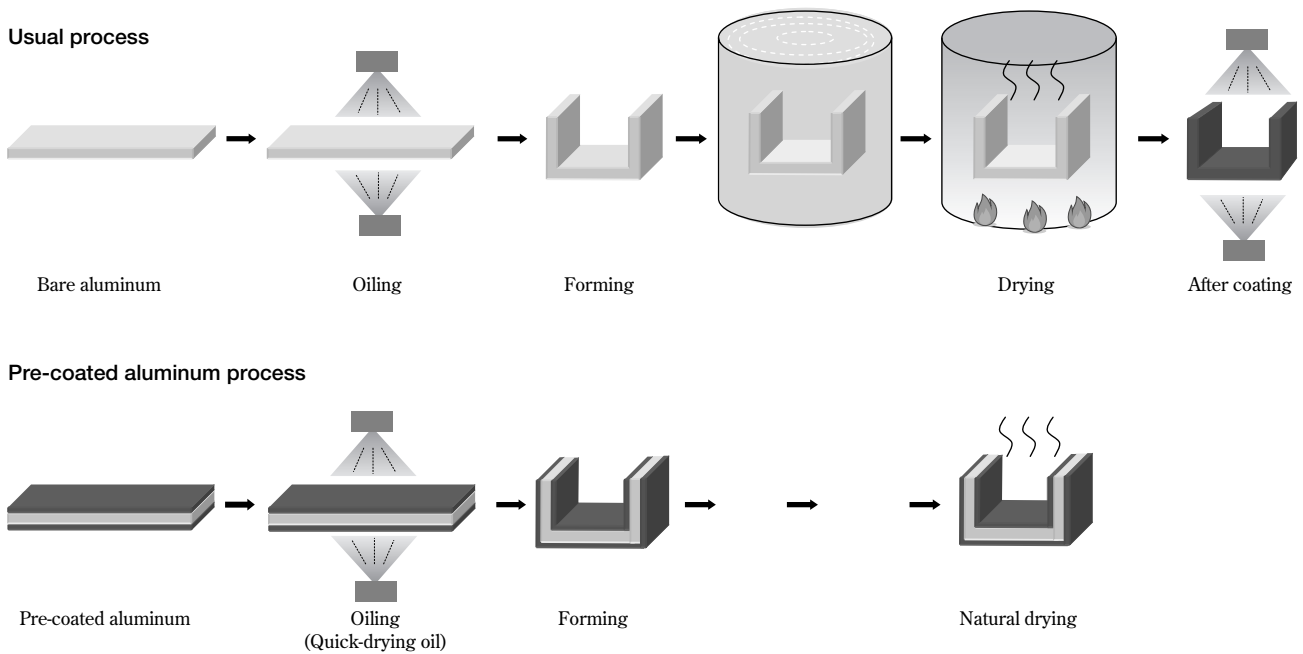 Usual process
Bare aluminum
Oiling
Forming
Drying
After coating
Pre-coated aluminum process
Pre-coated aluminum
Oiling
(Quick-drying oil)
Forming
Natural drying